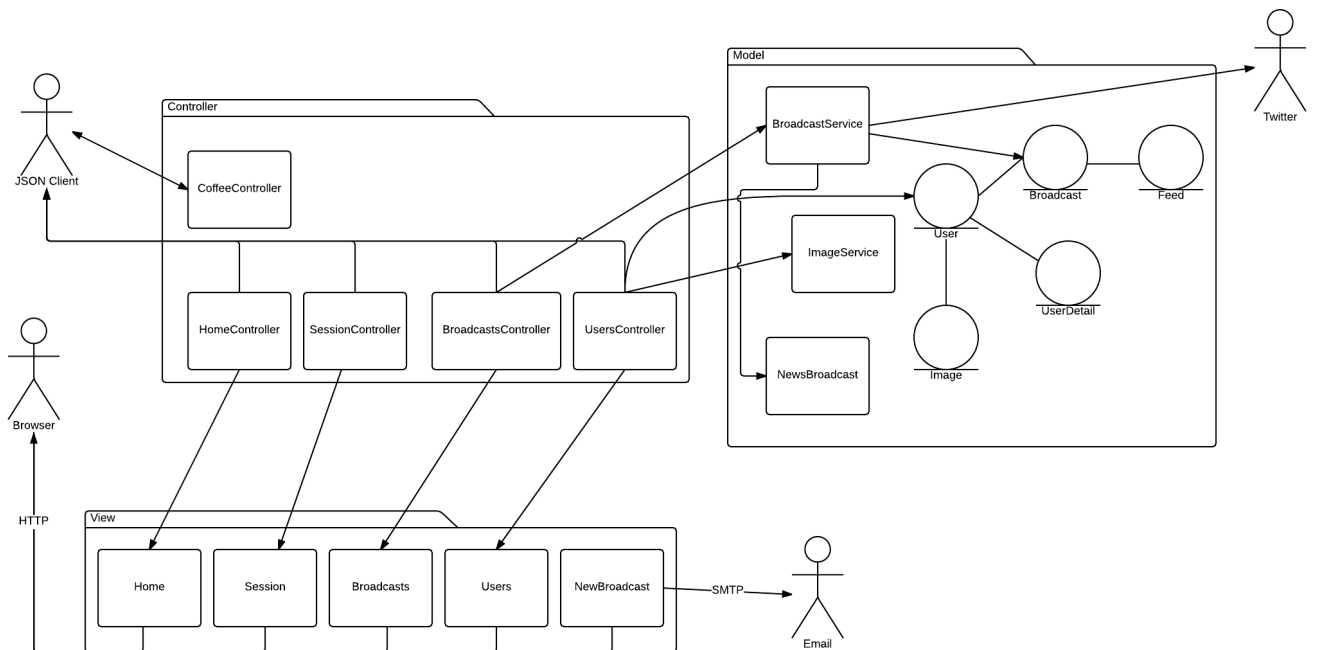 Model
Twitter
Controller
BroadcastService
JSON Client
CoffeeController
Broadcast
Feed
User
ImageService
UserDetail
HomeController
SessionController
BroadcastsController
UsersController
NewsBroadcast
Image
Browser
HTTP
View
Home
Session
Broadcasts
Users
NewBroadcast
SMTP
Email